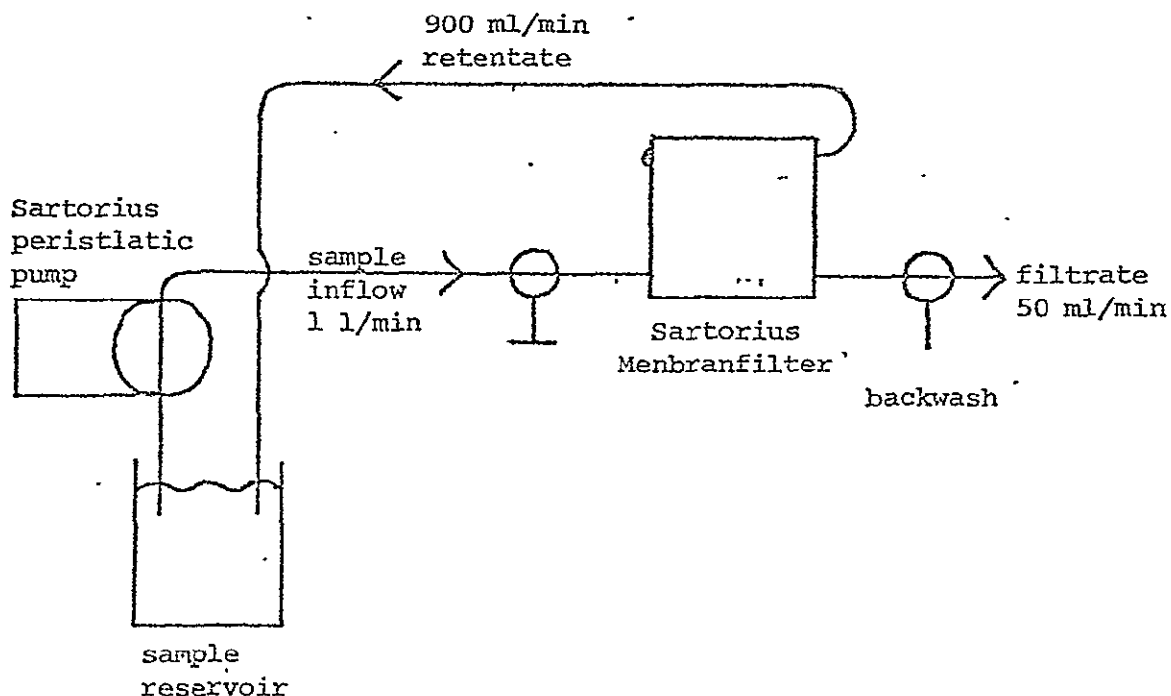 900 ml/min
retentate
Sartorius
peristlatic
pump
sample
inflow
1 l/min
filtrate
50 ml/min
Sartorius
Menbranfilter
backwash
sample
reservoir